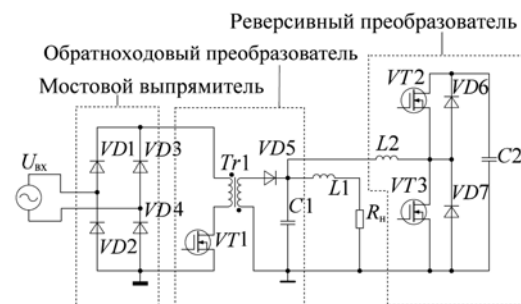 Реверсивный преобразователь
Обратноходовый преобразователь
Мостовой выпрямитель
VT2
VD6
VD1
VD3
Tr1
VD5
L2
C2
Uвх
L1
VT3
VD7
VD4
C1
Rн
VD2
VT1